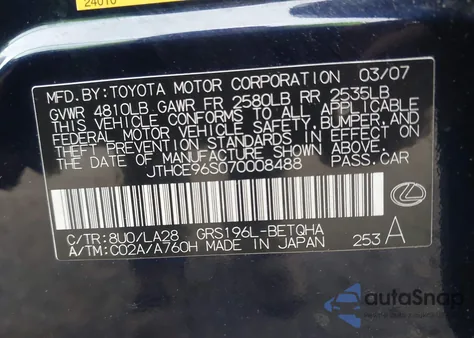 24010
MFD.BY:TOYOTA MOTOR CORPORATION 03/07
GVWR 4810LB GAWR FR 2580LB RR 2535LB
THIS VEHICLE CONFORMS TO ALL APPLICABLE
FEDERAL MOTOR VEHICLE SAFETY, BUMPER, AND
THEFT PREVENTION STANDARDS IN EFFECT ON
THE DATE OF MANUFACTURE SHOWN ABOVE.
JTHCE96S070008488 PASS.CAR
C/TR:8U0/LA28 GRS196L-BETQHA
A/TM:C02A/A760H MADE IN JAPAN 253 A
autoSnap